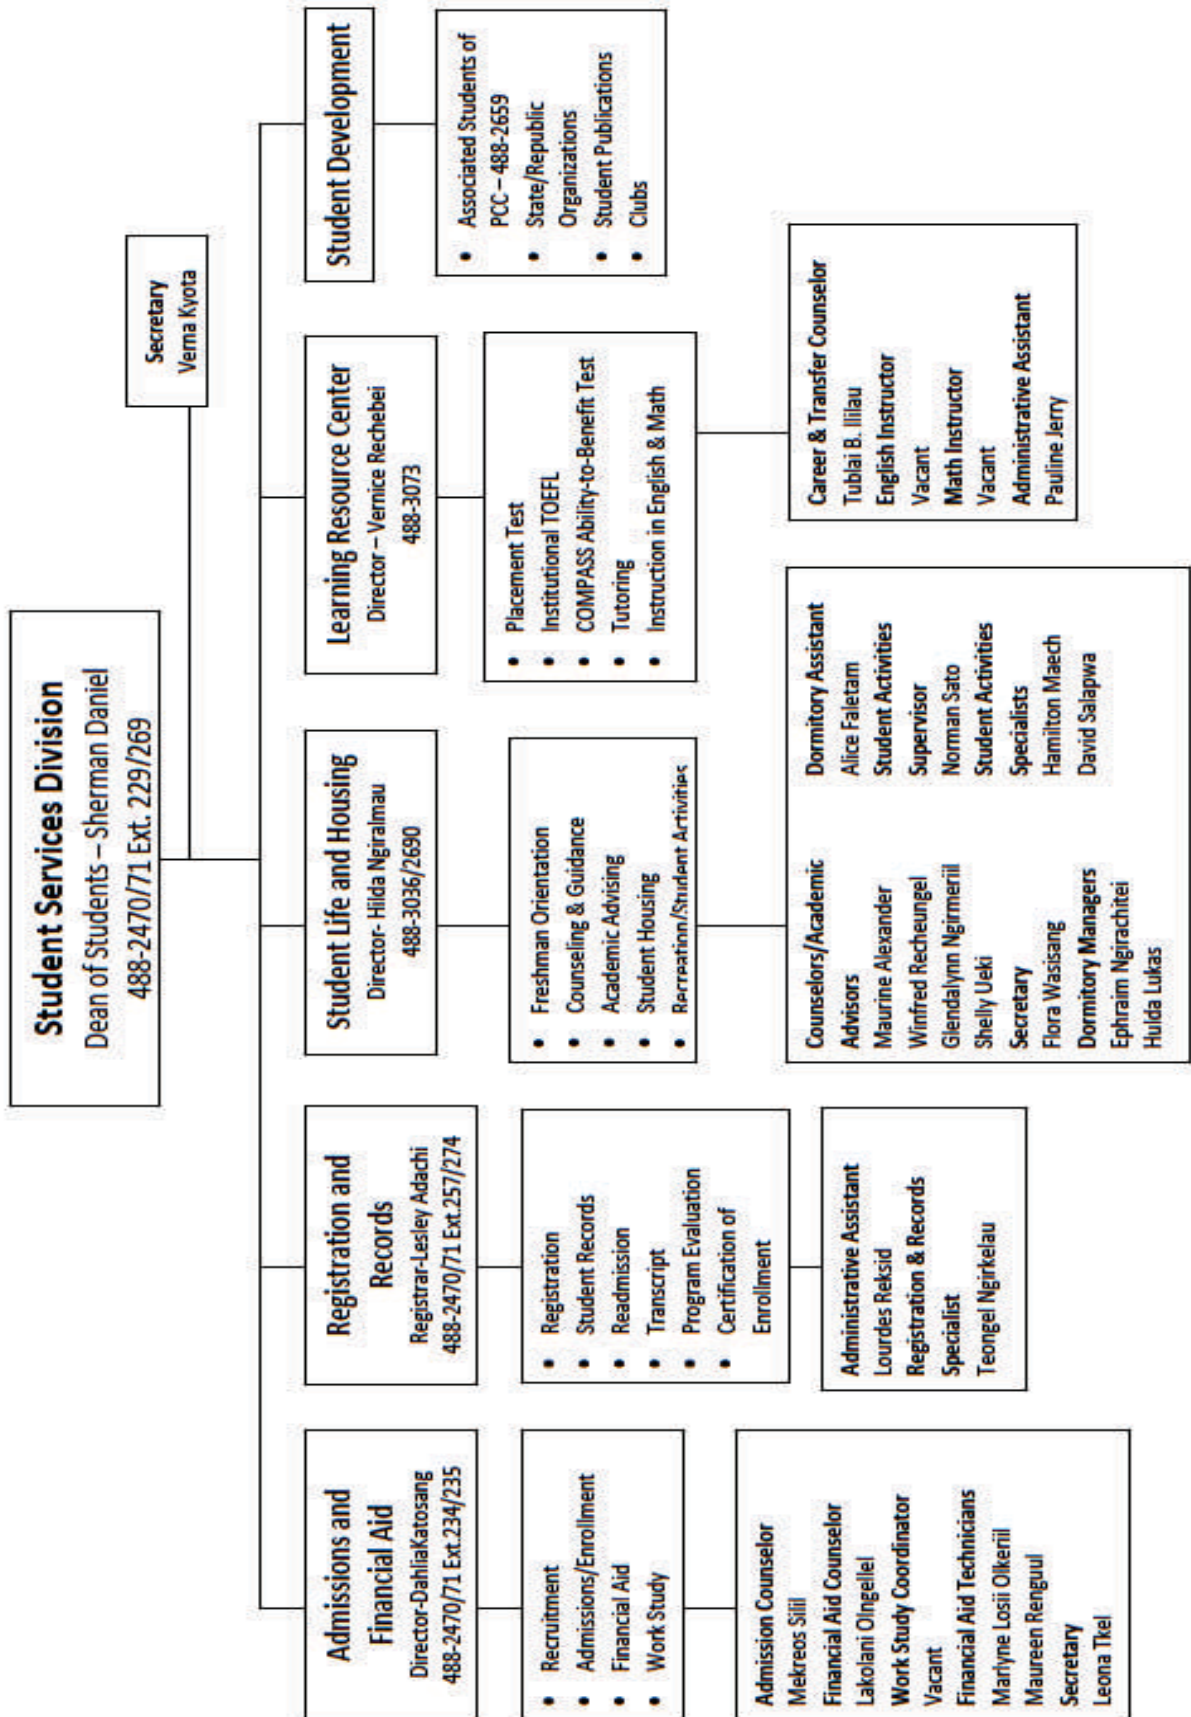 Student Services Division
Dean of Students – Sherman Daniel
488-2470/71 Ext. 229/269
Secretary
Verna Kyota
Admissions and
Financial Aid
Director-DahliaKatosang
488-2470/71 Ext.234/235
• Recruitment
• Admissions/Enrollment
• Financial Aid
• Work Study
Admission Counselor
Mekreos Silil
Financial Aid Counselor
Lakolani Olngellel
Work Study Coordinator
Vacant
Financial Aid Technicians
Marlyne Losii Olkeriil
Maureen Renguul
Secretary
Leona Tkel
Registration and
Records
Registrar-Lesley Adachi
488-2470/71 Ext.257/274
• Registration
• Student Records
• Readmission
• Transcript
• Program Evaluation
• Certification of
Enrollment
Administrative Assistant
Lourdes Reksid
Registration & Records
Specialist
Teongel Ngirkelau
Student Life and Housing
Director- Hilda Ngiralmau
488-3036/2690
• Freshman Orientation
• Counseling & Guidance
• Academic Advising
• Student Housing
• Recreation/Student Activities
Counselors/Academic
Advisors
Maurine Alexander
Winfred Recheungel
Glendalynn Ngirmeriil
Shelly Ueki
Secretary
Flora Wasisang
Dormitory Managers
Ephraim Ngirachitei
Hulda Lukas
Dormitory Assistant
Alice Faletam
Student Activities
Supervisor
Norman Sato
Student Activities
Specialists
Hamilton Maech
David Salapwa
Learning Resource Center
Director – Vernice Rechebei
488-3073
• Placement Test
• Institutional TOEFL
• COMPASS Ability-to-Benefit Test
• Tutoring
• Instruction in English & Math
Career & Transfer Counselor
Tublai B. Ililau
English Instructor
Vacant
Math Instructor
Vacant
Administrative Assistant
Pauline Jerry
Student Development
• Associated Students of
PCC – 488-2659
• State/Republic
Organizations
• Student Publications
• Clubs